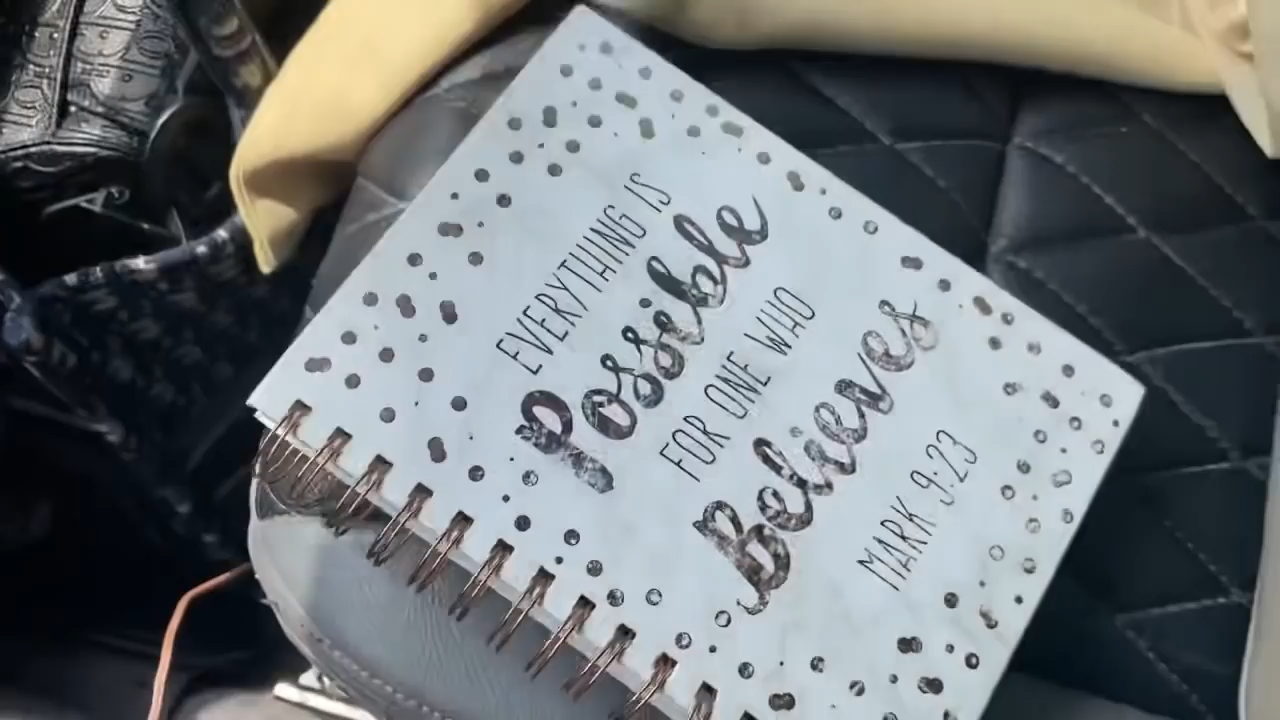 EVERYTHING IS
Possible
FOR ONE WHO
Believes
MARK 9:23